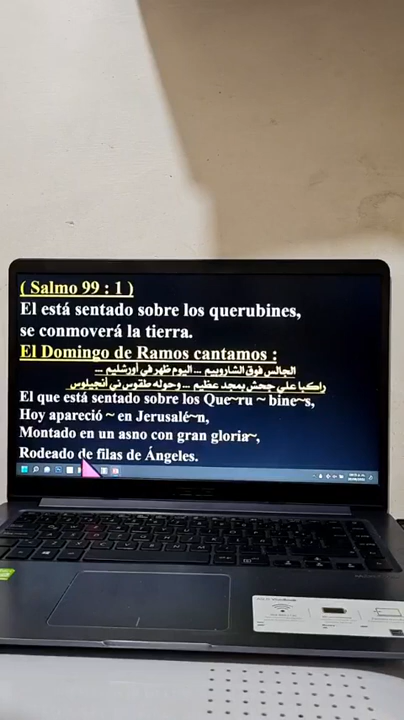 ( Salmo 99 : 1 )
El está sentado sobre los querubines,
se conmoverá la tierra.
El Domingo de Ramos cantamos :
الجالس فوق الشاروبيم ... اليوم ظهر في أورشليم ...
راكبا علي جحش بمجد عظيم ... وحوله طقوس ني أنجيلوس
El que está sentado sobre los Que~ru ~ bine~s,
Hoy apareció ~ en Jerusalé~n,
Montado en un asno con gran gloria~,
Rodeado de filas de Ángeles.